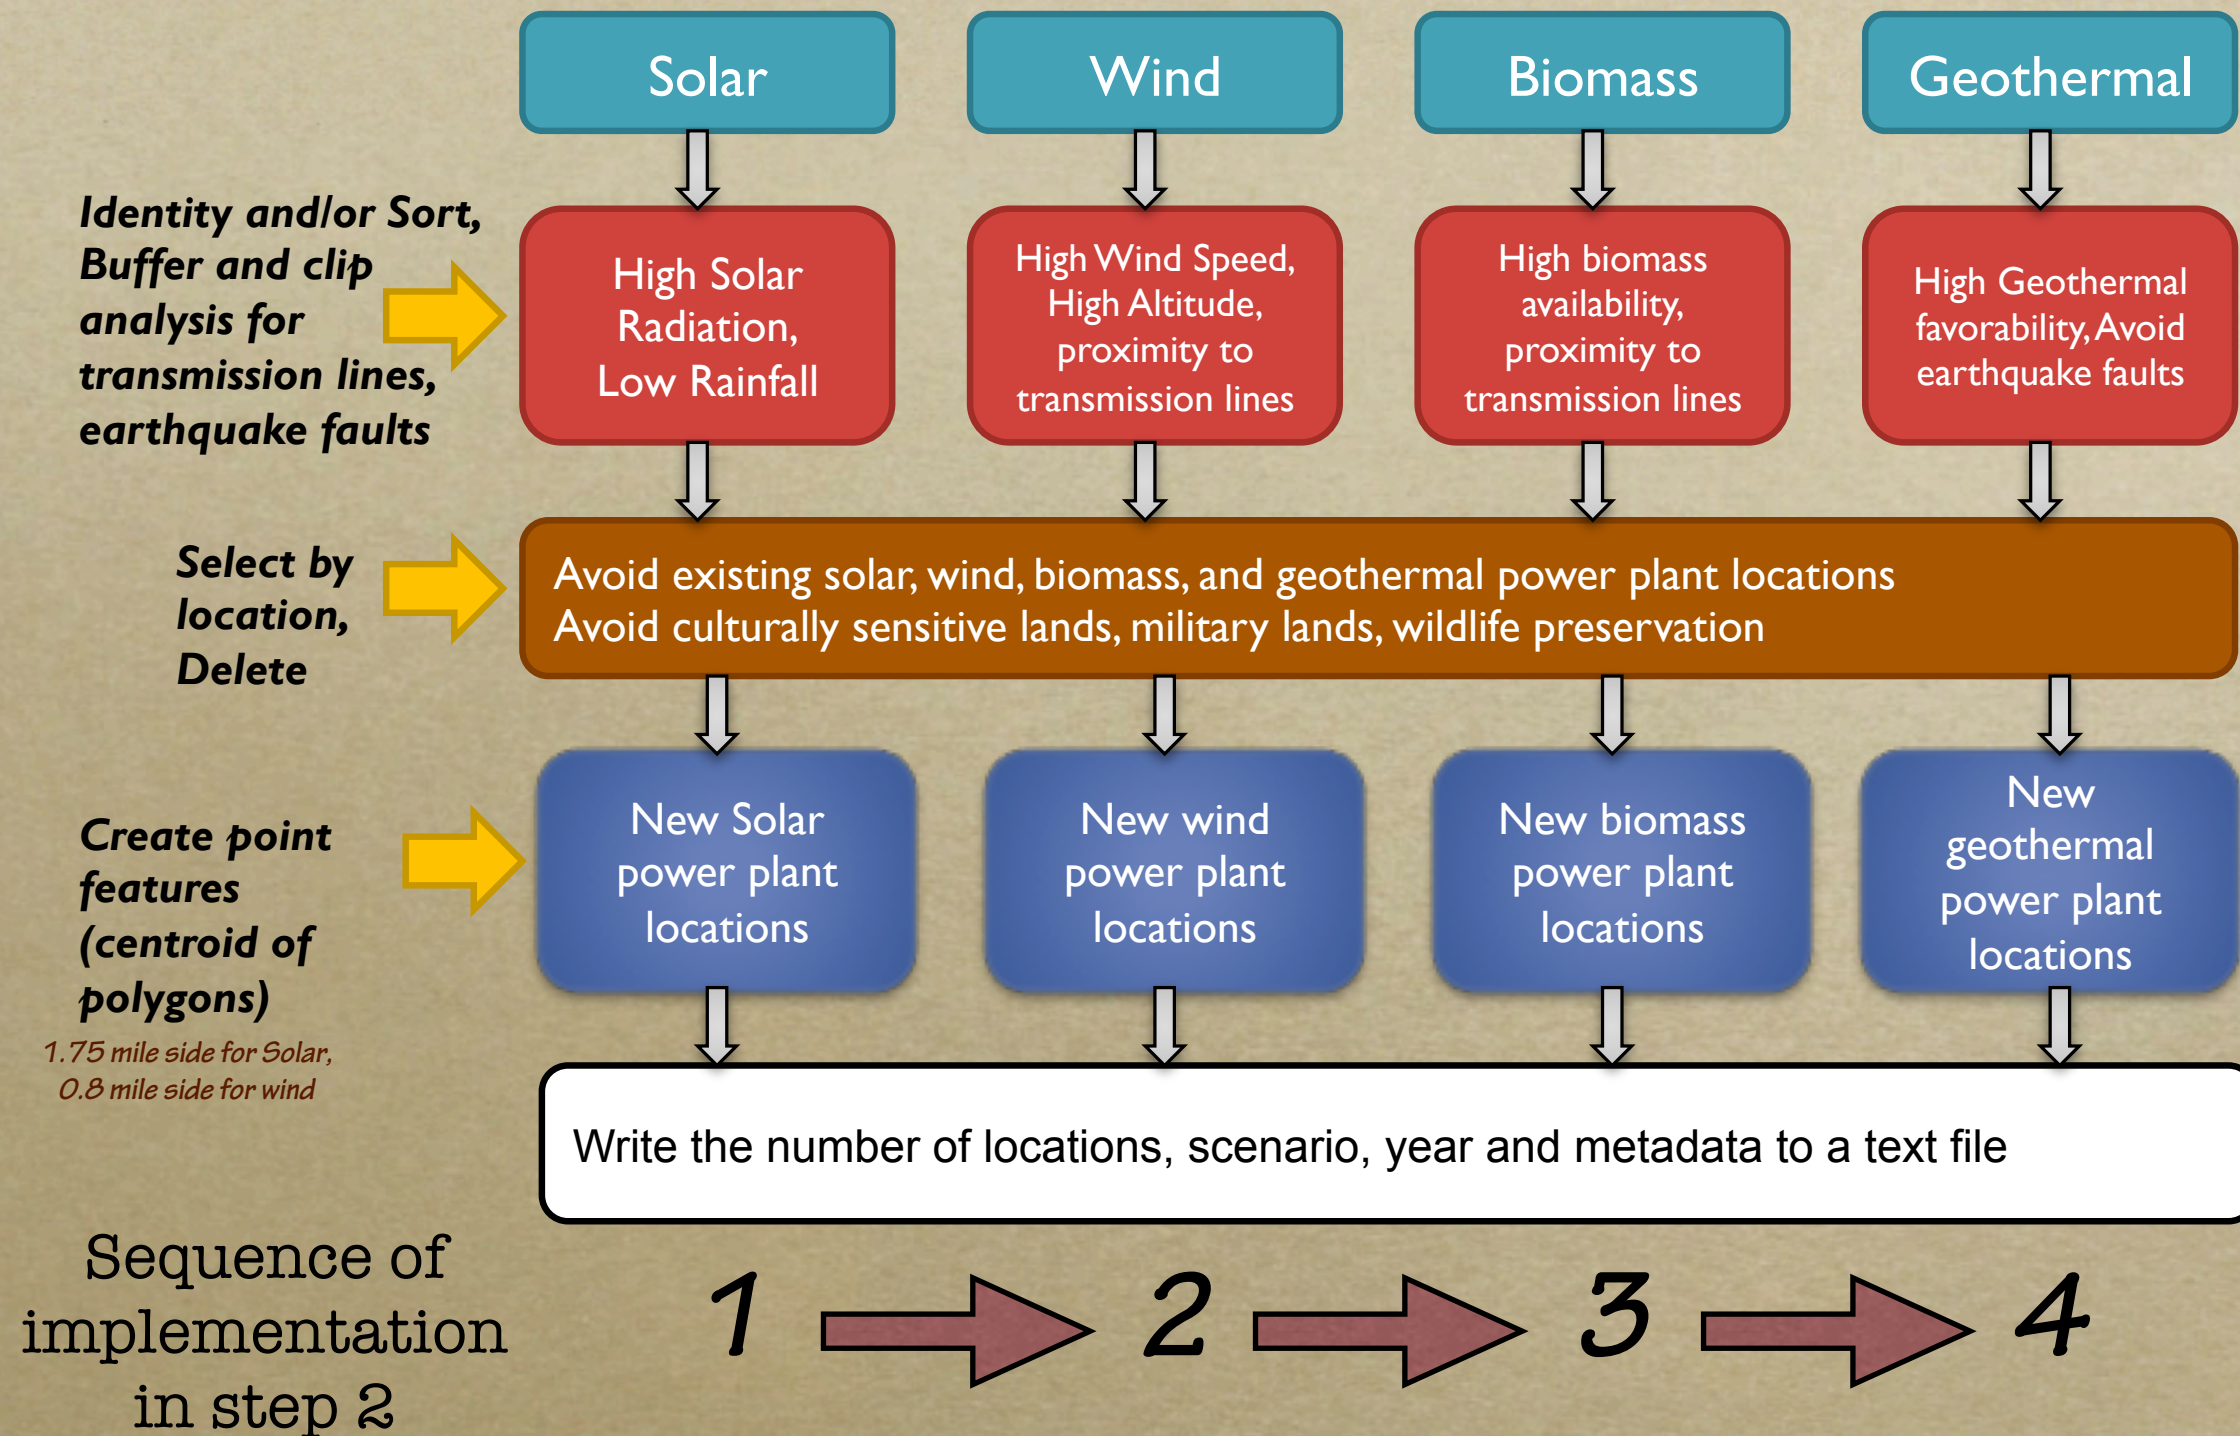 Solar
Wind
Biomass
Geothermal
Identity and/or Sort,
Buffer and clip
analysis for
transmission lines,
earthquake faults
High Solar
Radiation,
Low Rainfall
High Wind Speed,
High Altitude,
proximity to
transmission lines
High biomass
availability,
proximity to
transmission lines
High Geothermal
favorability, Avoid
earthquake faults
Select by
location,
Delete
Avoid existing solar, wind, biomass, and geothermal power plant locations
Avoid culturally sensitive lands, military lands, wildlife preservation
Create point
features
(centroid of
polygons)
1.75 mile side for Solar,
0.8 mile side for wind
New Solar
power plant
locations
New wind
power plant
locations
New biomass
power plant
locations
New
geothermal
power plant
locations
Write the number of locations, scenario, year and metadata to a text file
Sequence of
implementation
in step 2
1
2
3
4